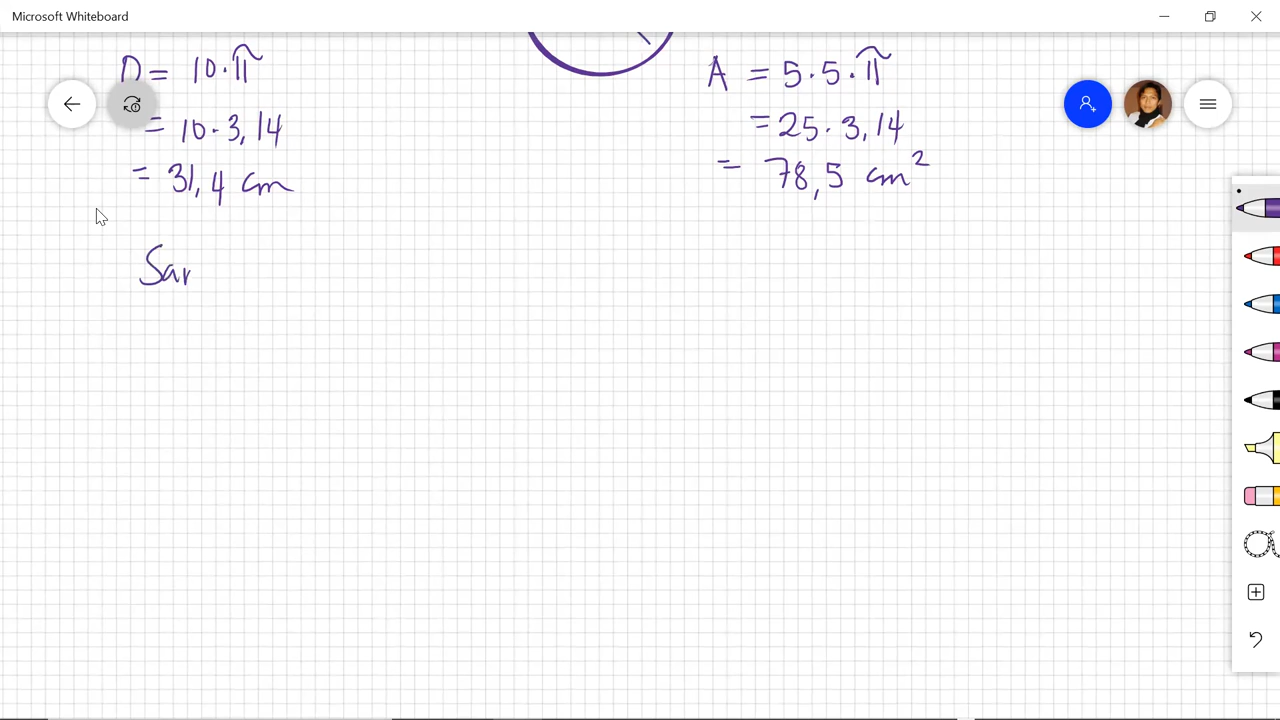 Microsoft Whiteboard
= 10·π
= 10·3,14
= 31,4 cm
A = 5·5·π
= 25·3,14
= 78,5 cm²
Sar